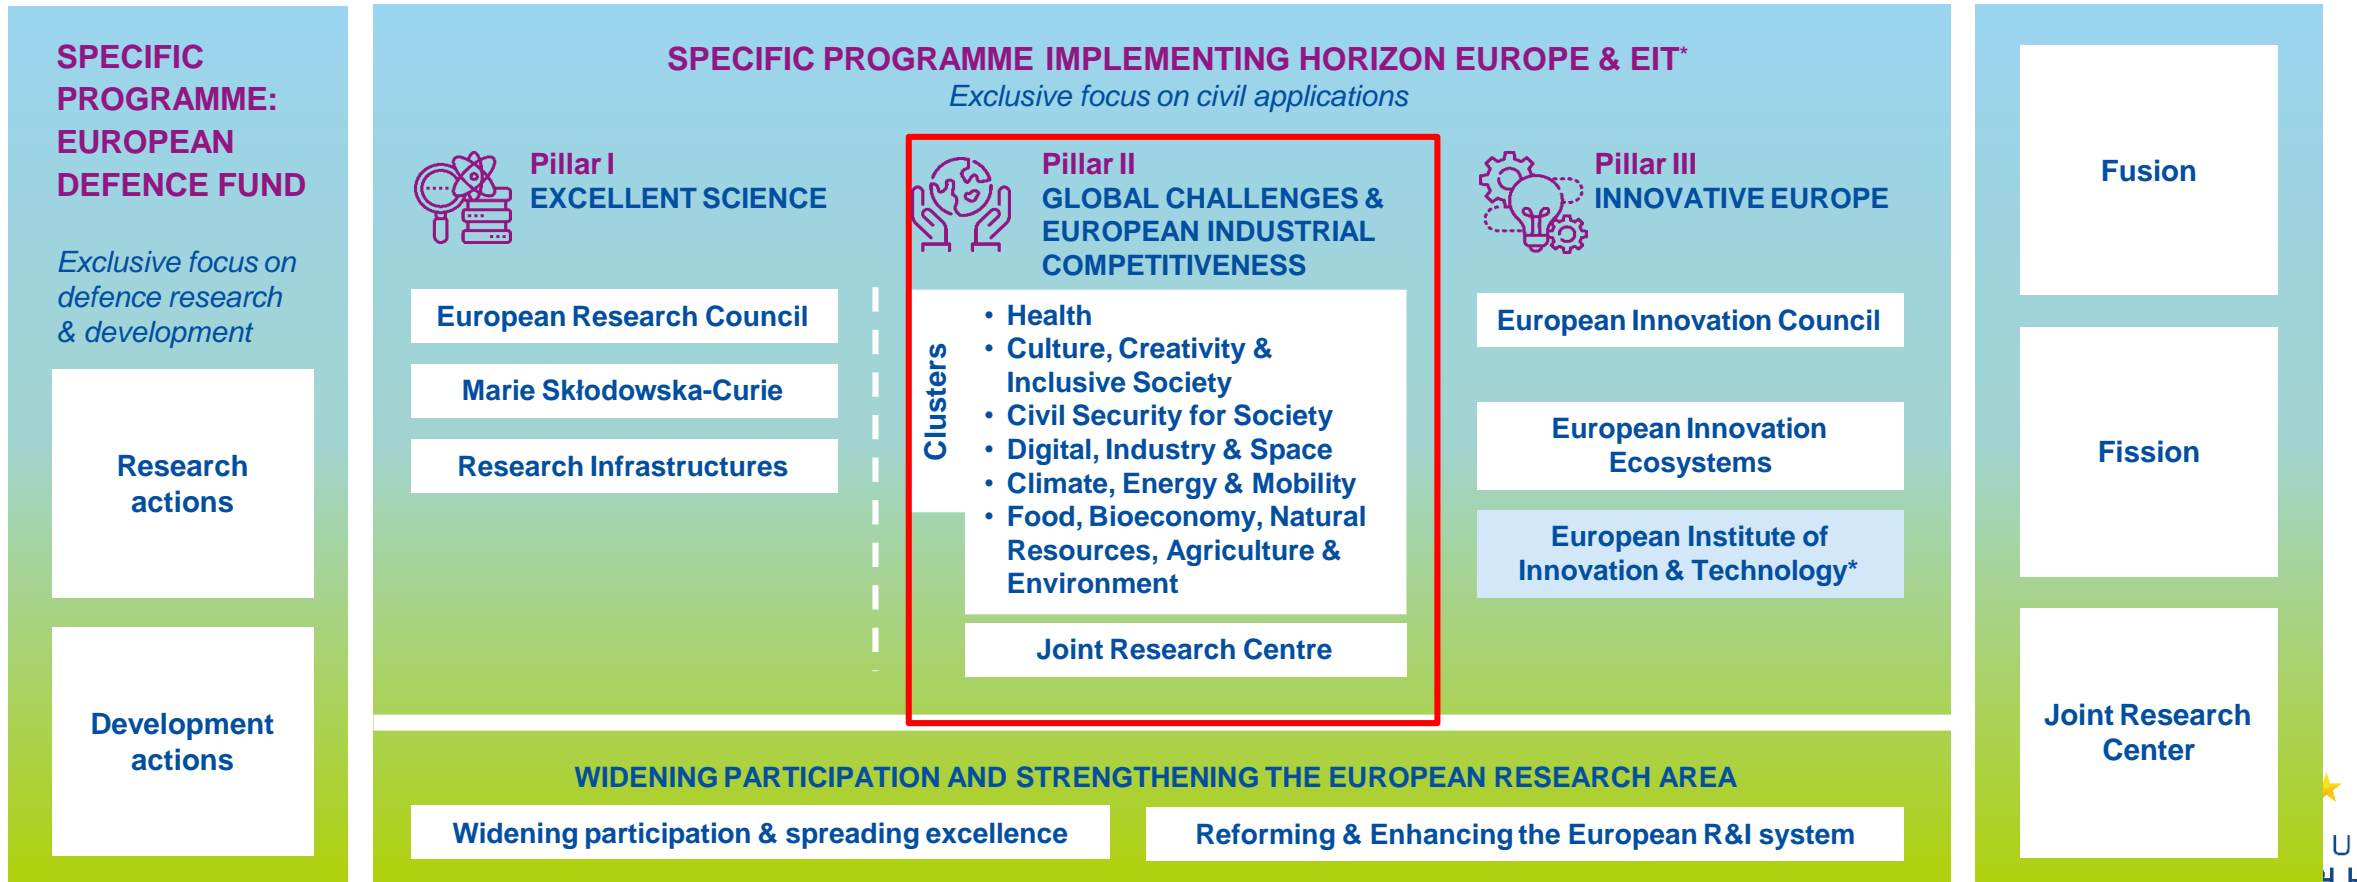 SPECIFIC
PROGRAMME:
EUROPEAN
DEFENCE FUND
Exclusive focus on
defence research
& development
Research
actions
Development
actions
SPECIFIC PROGRAMME IMPLEMENTING HORIZON EUROPE & EIT*
Exclusive focus on civil applications
Pillar I
EXCELLENT SCIENCE
European Research Council
Marie Skłodowska-Curie
Research Infrastructures
Pillar II
GLOBAL CHALLENGES &
EUROPEAN INDUSTRIAL
COMPETITIVENESS
Clusters
• Health
• Culture, Creativity &
Inclusive Society
• Civil Security for Society
• Digital, Industry & Space
• Climate, Energy & Mobility
• Food, Bioeconomy, Natural
Resources, Agriculture &
Environment
Joint Research Centre
Pillar III
INNOVATIVE EUROPE
European Innovation Council
European Innovation
Ecosystems
European Institute of
Innovation & Technology*
WIDENING PARTICIPATION AND STRENGTHENING THE EUROPEAN RESEARCH AREA
Widening participation & spreading excellence
Reforming & Enhancing the European R&I system
Fusion
Fission
Joint Research
Center